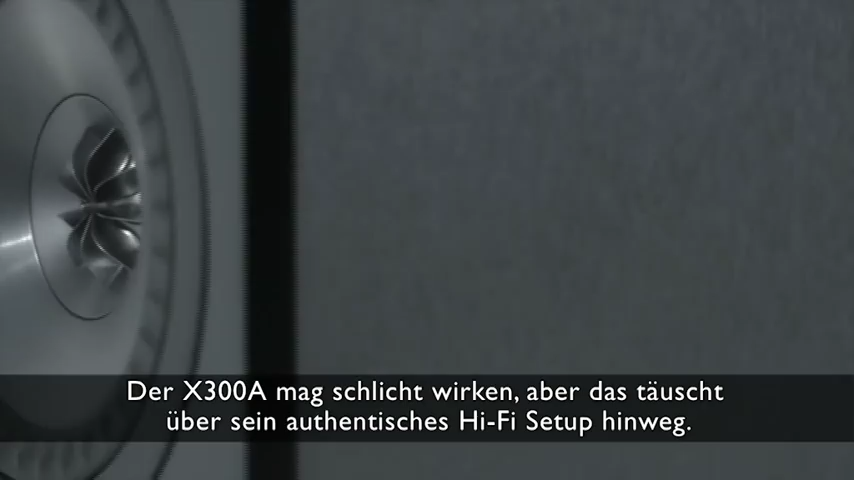 Der X300A mag schlicht wirken, aber das täuscht
über sein authentisches Hi-Fi Setup hinweg.